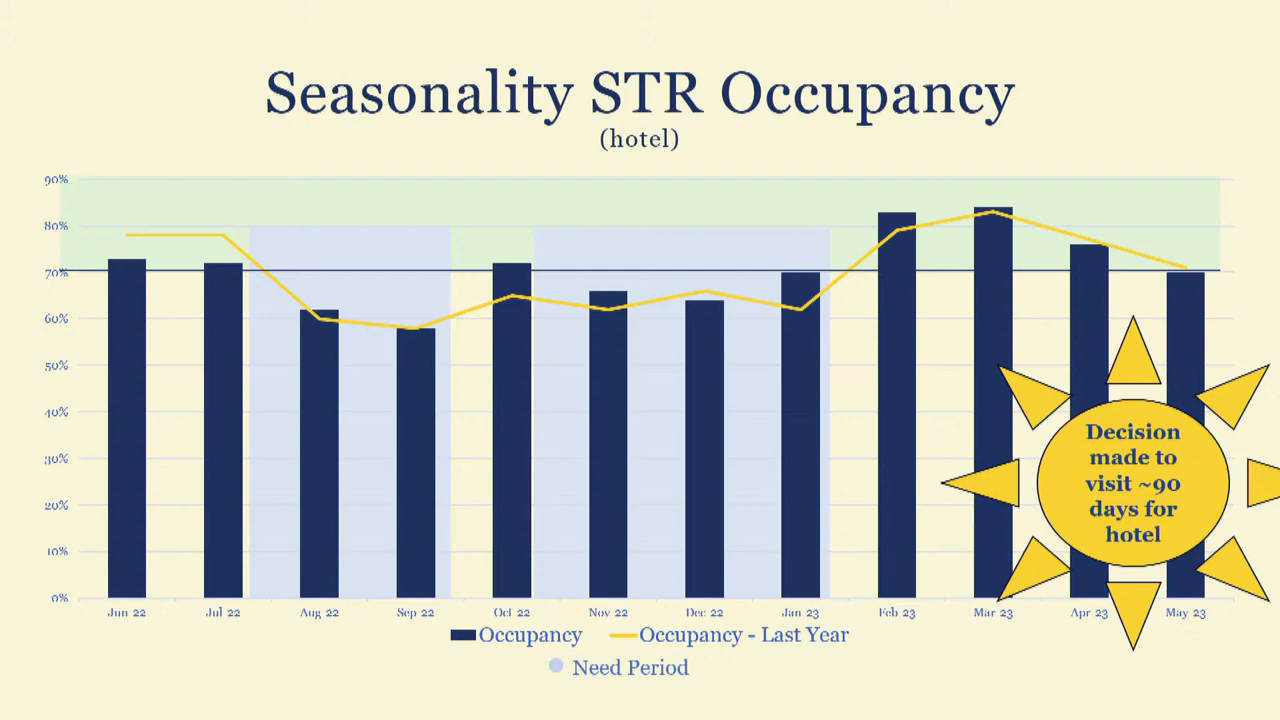 Seasonality STR Occupancy
(hotel)
90%
80%
70%
60%
50%
40%
30%
20%
10%
0%
Jun 22 Jul 22 Aug 22 Sep 22 Oct 22 Nov 22 Dec 22 Jan 23 Feb 23 Mar 23 Apr 23 May 23
Decision
made to
visit ~90
days for
hotel
Occupancy Occupancy - Last Year
Need Period